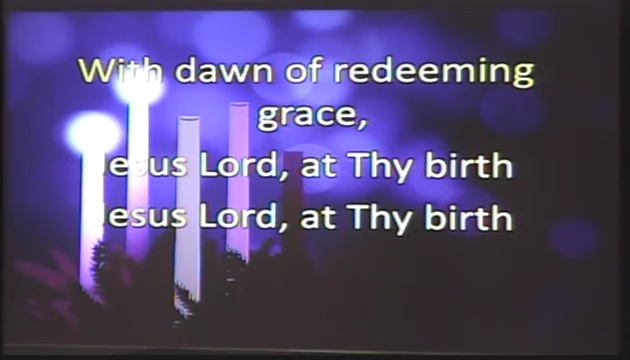 With dawn of redeeming
grace,
Jesus Lord, at Thy birth
Jesus Lord, at Thy birth